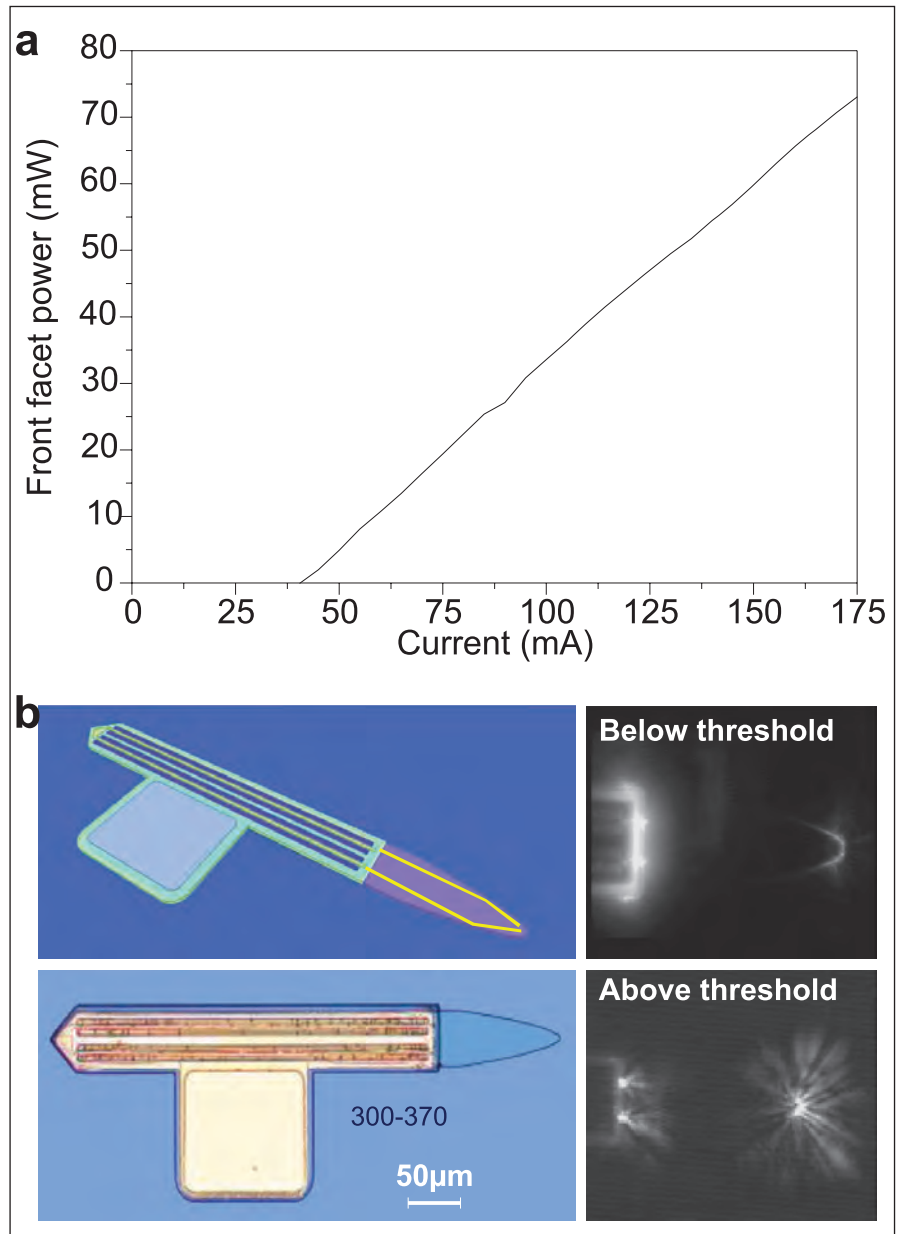 a
80
70
60
50
40
30
20
10
0
Front facet power (mW)
0 25 50 75 100 125 150 175
Current (mA)
b
Below threshold
Above threshold
300-370
50µm